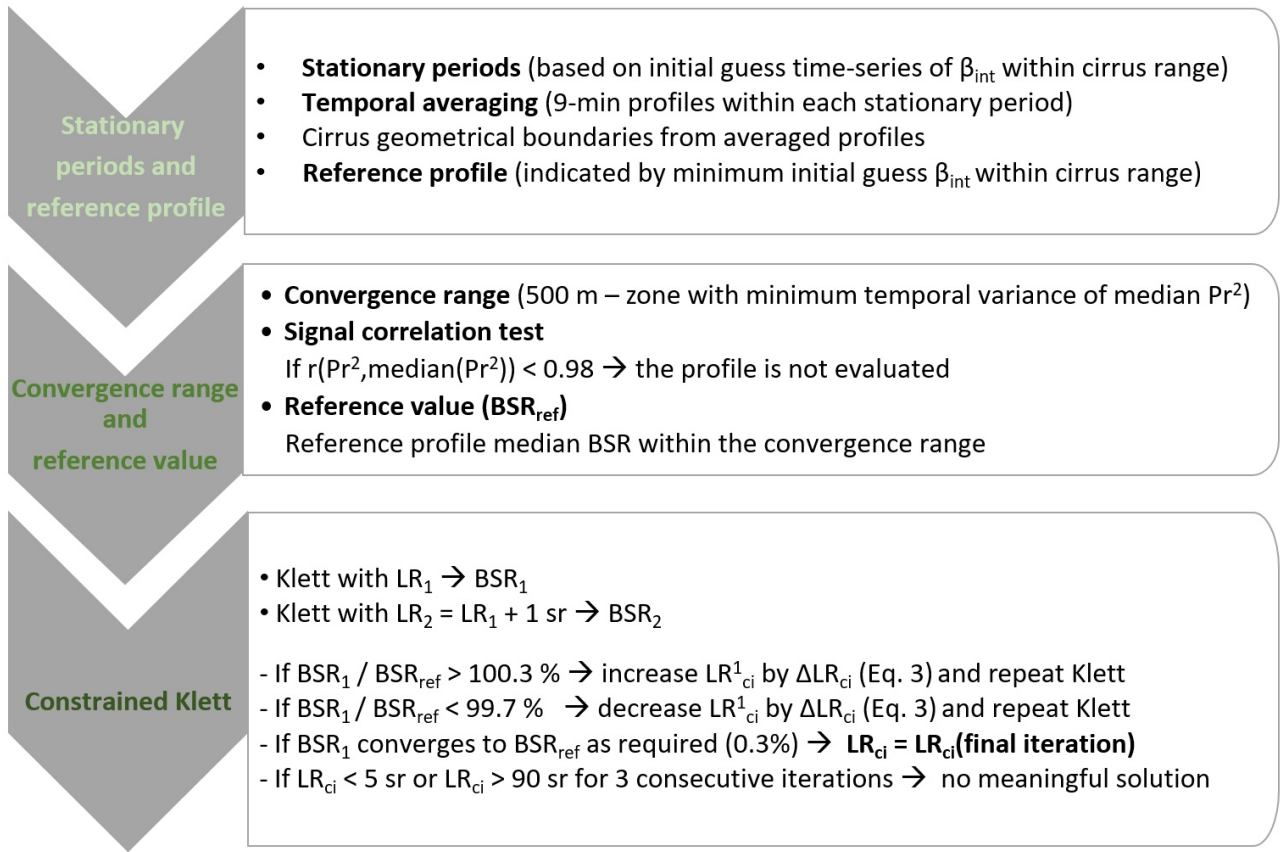 Stationary
periods and
reference profile
• Stationary periods (based on initial guess time-series of βint within cirrus range)
• Temporal averaging (9-min profiles within each stationary period)
• Cirrus geometrical boundaries from averaged profiles
• Reference profile (indicated by minimum initial guess βint within cirrus range)
Convergence range
and
reference value
• Convergence range (500 m – zone with minimum temporal variance of median Pr²)
• Signal correlation test
If r(Pr²,median(Pr²)) < 0.98 → the profile is not evaluated
• Reference value (BSRref)
Reference profile median BSR within the convergence range
Constrained Klett
• Klett with LR₁ → BSR₁
• Klett with LR₂ = LR₁ + 1 sr → BSR₂
- If BSR₁ / BSRref > 100.3 % → increase LR¹ci by ΔLRci (Eq. 3) and repeat Klett
- If BSR₁ / BSRref < 99.7 % → decrease LR¹ci by ΔLRci (Eq. 3) and repeat Klett
- If BSR₁ converges to BSRref as required (0.3%) → LRci = LRci(final iteration)
- If LRci < 5 sr or LRci > 90 sr for 3 consecutive iterations → no meaningful solution